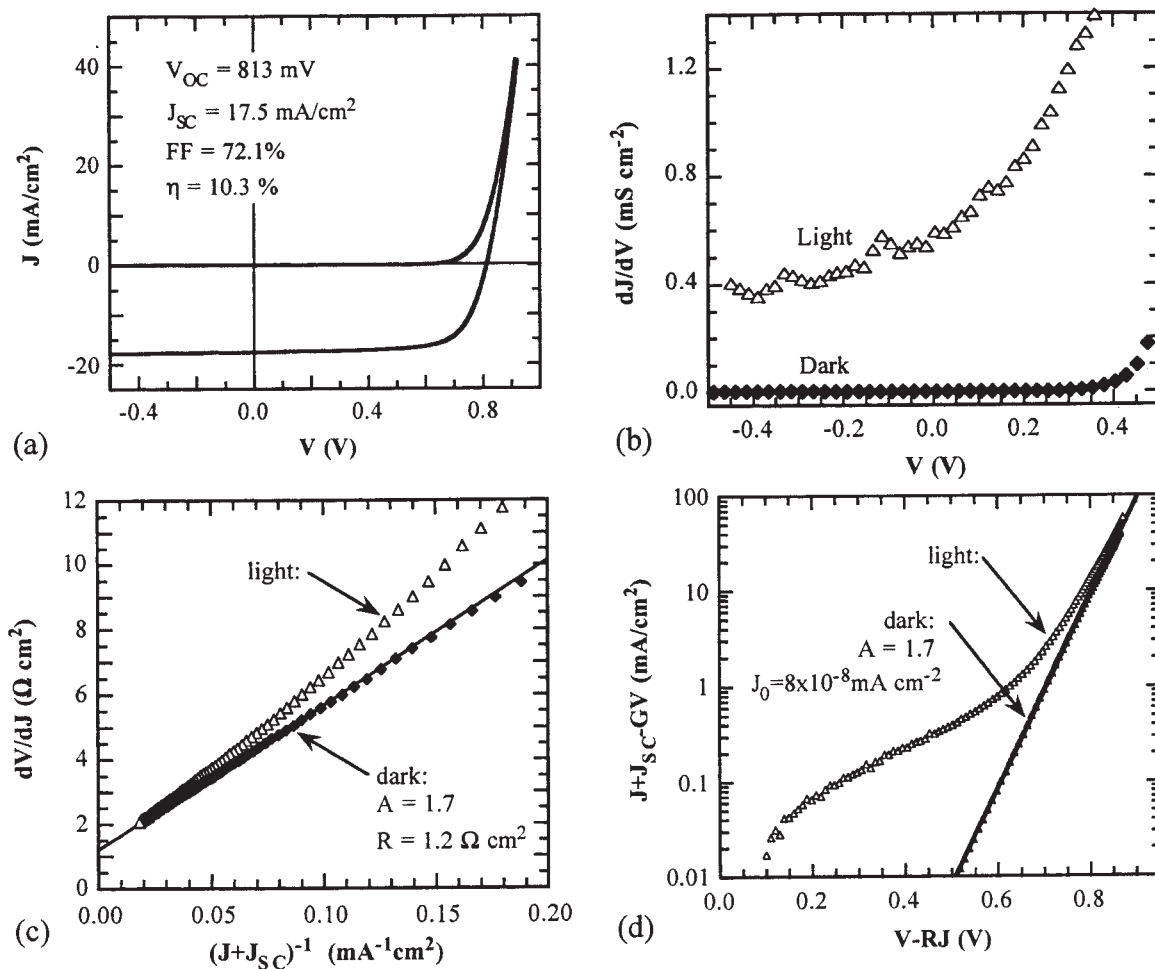 40
20
0
-20
J (mA/cm²)
V_OC = 813 mV
J_SC = 17.5 mA/cm²
FF = 72.1%
η = 10.3 %
-0.4 0.0 0.4 0.8
V (V)
(a)
1.2
0.8
0.4
0.0
dJ/dV (mS cm⁻²)
Light
Dark
-0.4 -0.2 0.0 0.2 0.4
V (V)
(b)
12
10
8
6
4
2
0
dV/dJ (Ω cm²)
light:
dark:
A = 1.7
R = 1.2 Ω cm²
0.00 0.05 0.10 0.15 0.20
(J+J_SC)⁻¹ (mA⁻¹cm²)
(c)
100
10
1
0.1
0.01
J+J_SC-GV (mA/cm²)
light:
dark:
A = 1.7
J₀=8x10⁻⁸mA cm⁻²
0.0 0.2 0.4 0.6 0.8
V-RJ (V)
(d)